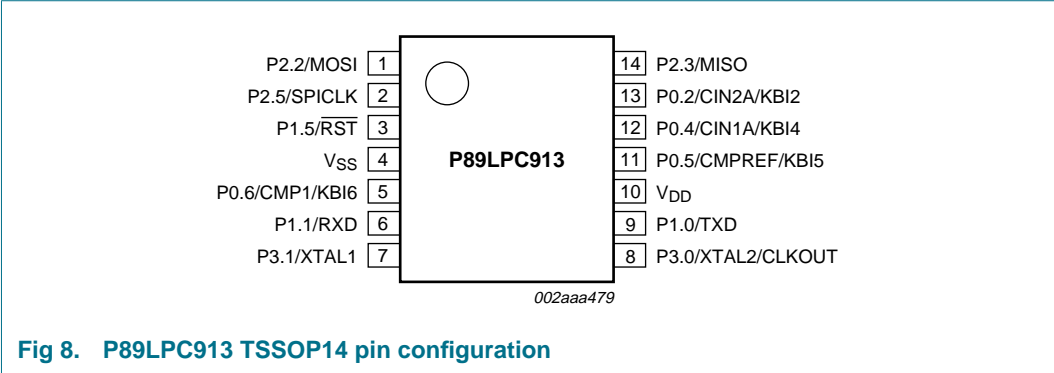 P2.2/MOSI 1 14 P2.3/MISO
P2.5/SPICLK 2 13 P0.2/CIN2A/KBI2
P1.5/RST 3 12 P0.4/CIN1A/KBI4
VSS 4 P89LPC913 11 P0.5/CMPREF/KBI5
P0.6/CMP1/KBI6 5 10 VDD
P1.1/RXD 6 9 P1.0/TXD
P3.1/XTAL1 7 8 P3.0/XTAL2/CLKOUT
002aaa479
Fig 8. P89LPC913 TSSOP14 pin configuration